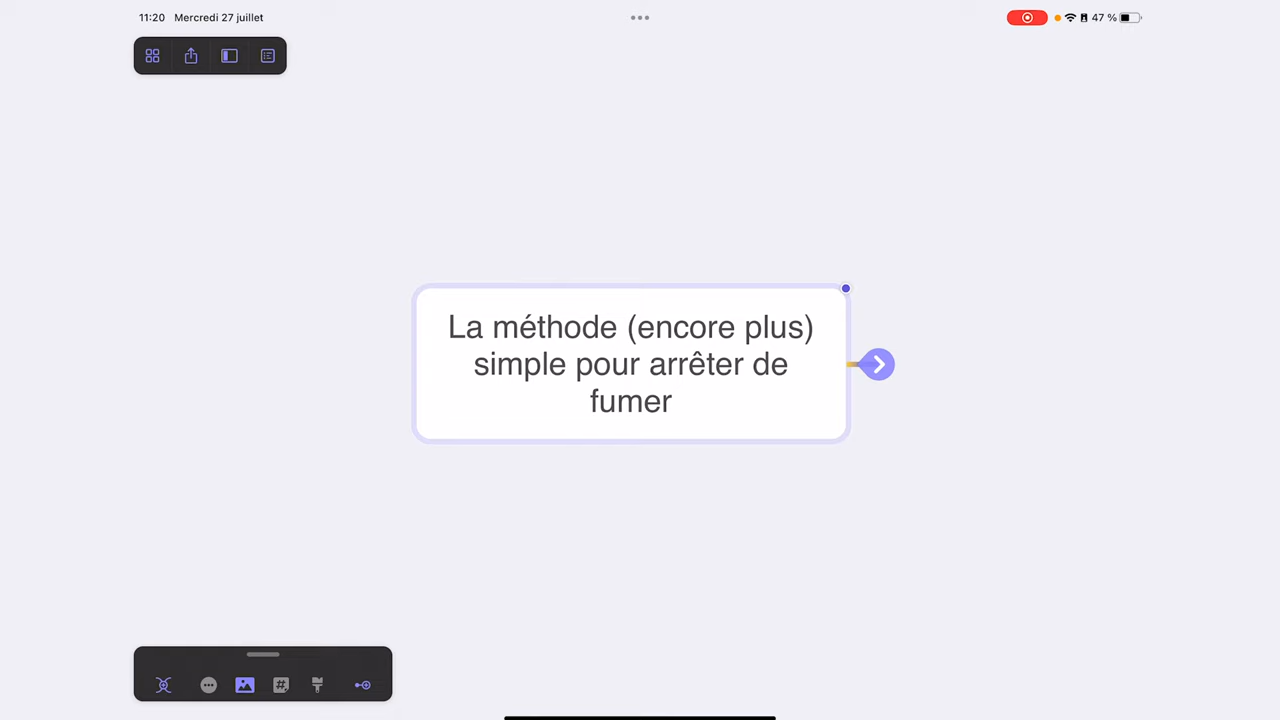 11:20 Mercredi 27 juillet
47 %
La méthode (encore plus)
simple pour arrêter de
fumer